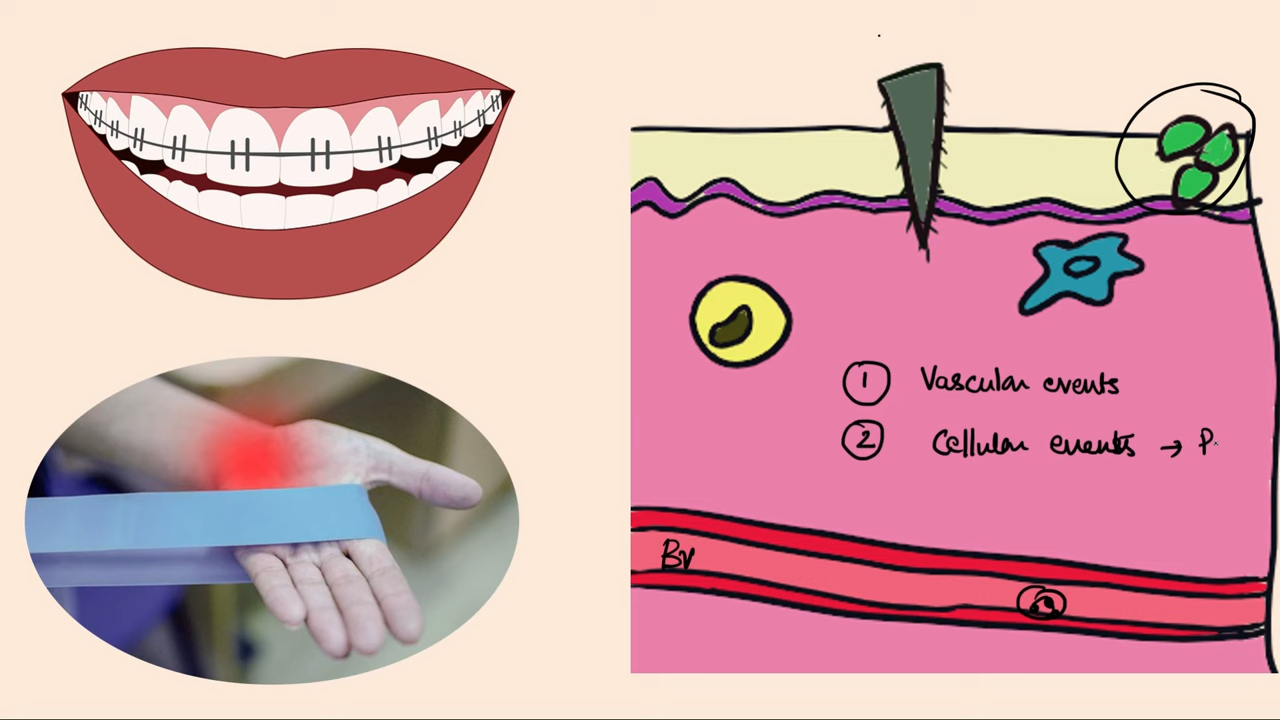 1 Vascular events
2 Cellular events → P
BV